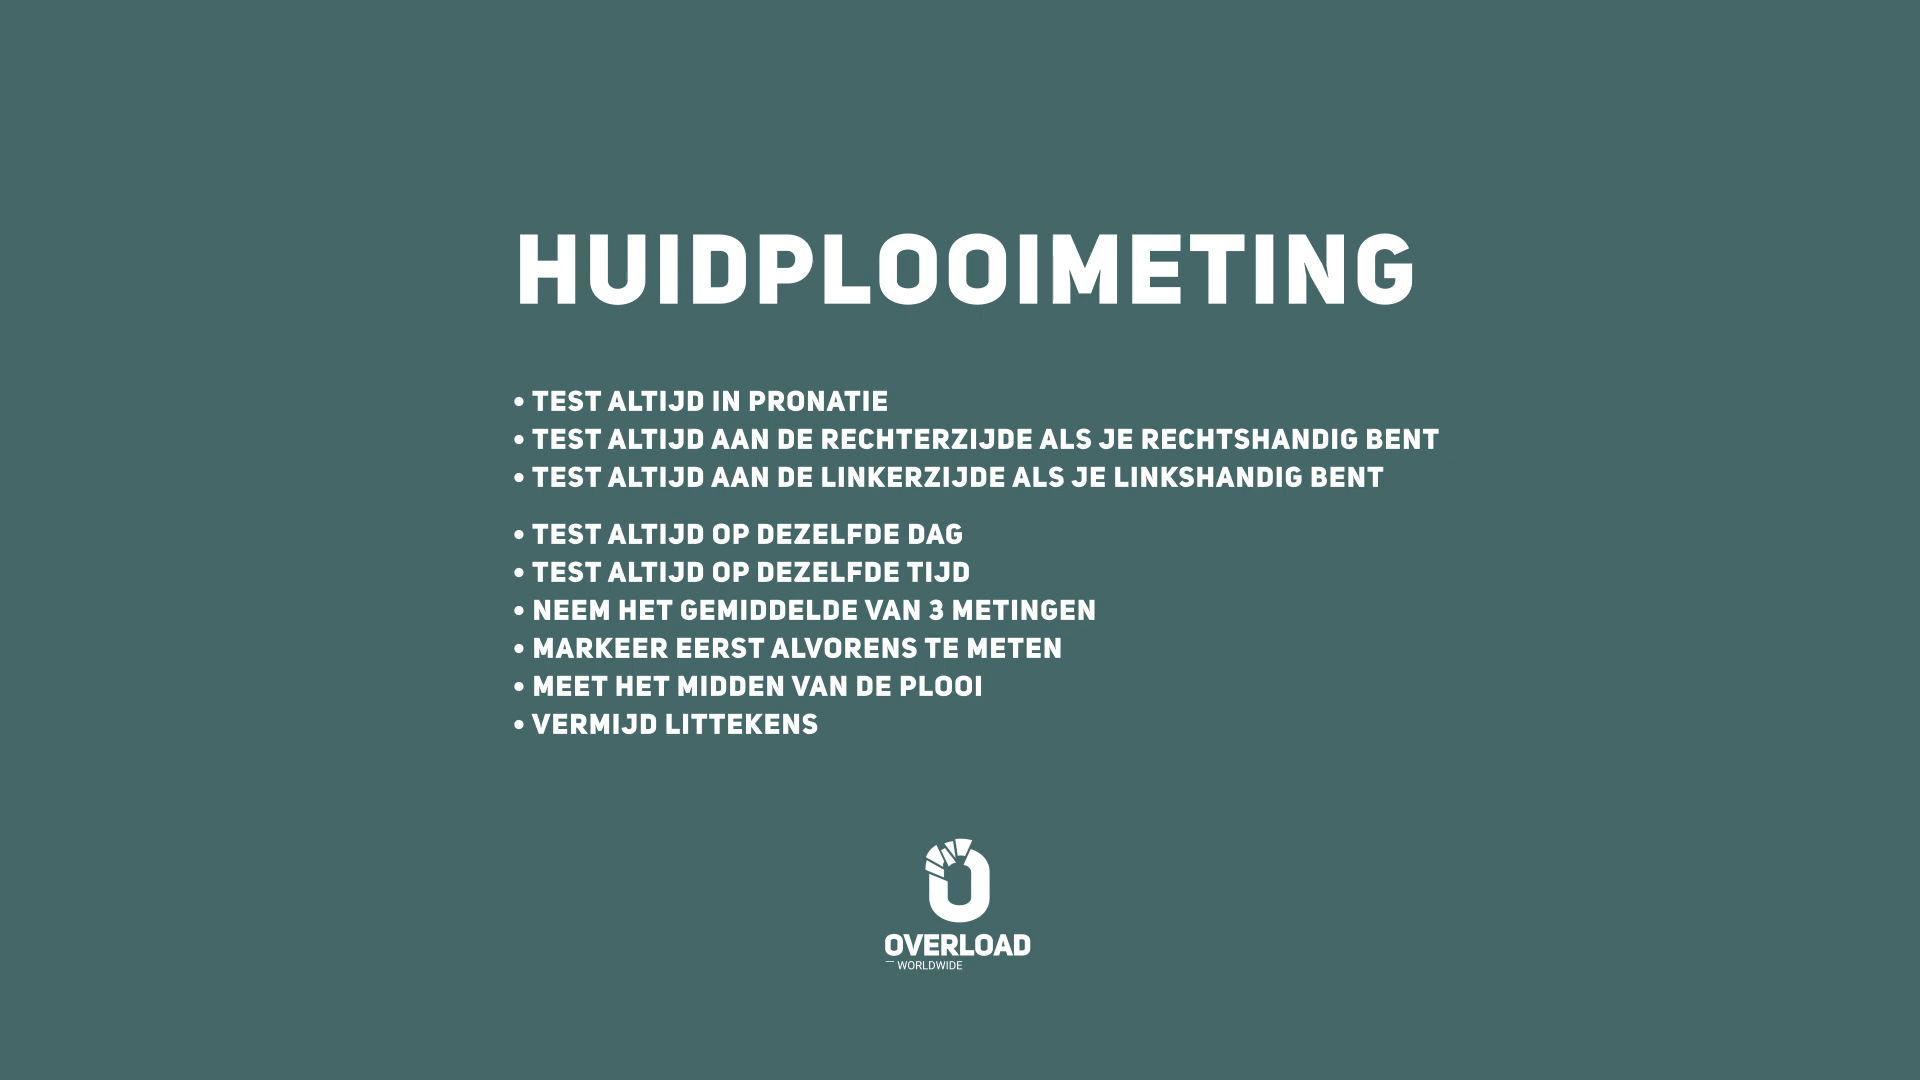 HUIDPLOOIMETING
• TEST ALTIJD IN PRONATIE
• TEST ALTIJD AAN DE RECHTERZIJDE ALS JE RECHTSHANDIG BENT
• TEST ALTIJD AAN DE LINKERZIJDE ALS JE LINKSHANDIG BENT
• TEST ALTIJD OP DEZELFDE DAG
• TEST ALTIJD OP DEZELFDE TIJD
• NEEM HET GEMIDDELDE VAN 3 METINGEN
• MARKEER EERST ALVORENS TE METEN
• MEET HET MIDDEN VAN DE PLOOI
• VERMIJD LITTEKENS
OVERLOAD
WORLDWIDE